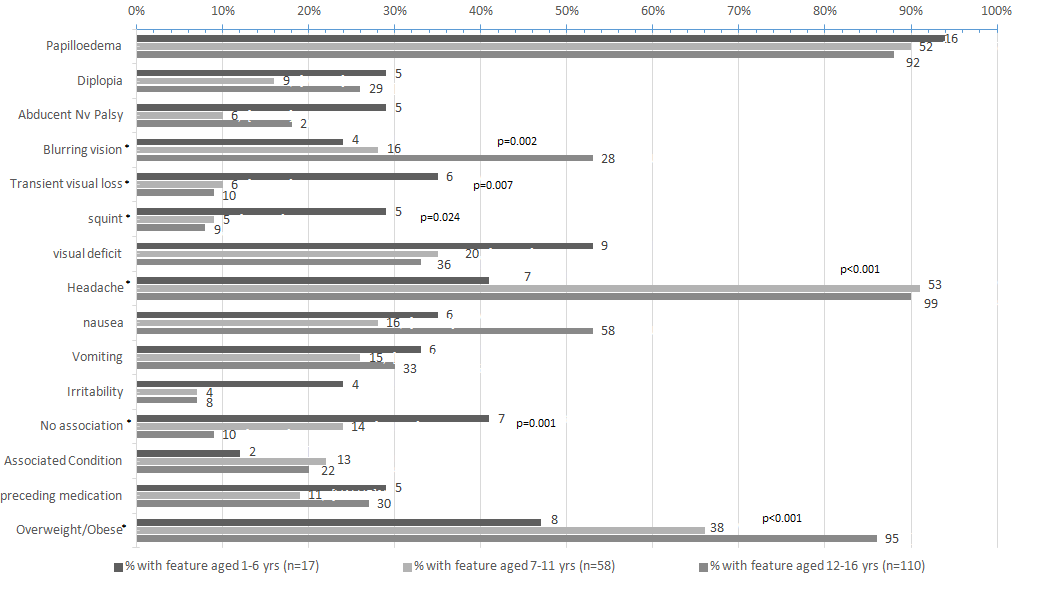 0% 10% 20% 30% 40% 50% 60% 70% 80% 90% 100%
Papilloedema 16
52
92
Diplopia 5
9
29
Abducent Nv Palsy 5
6
2
Blurring vision* 4 p=0.002
16
28
Transient visual loss* 6 p=0.007
6
10
squint* 5 p=0.024
5
9
visual deficit 9
20
36
Headache* 7 p<0.001
53
99
nausea 6
16
58
Vomiting 6
15
33
Irritability 4
4
8
No association* 7 p=0.001
14
10
Associated Condition 2
13
22
preceding medication 5
11
30
Overweight/Obese* 8 p<0.001
38
95
% with feature aged 1-6 yrs (n=17) % with feature aged 7-11 yrs (n=58) % with feature aged 12-16 yrs (n=110)